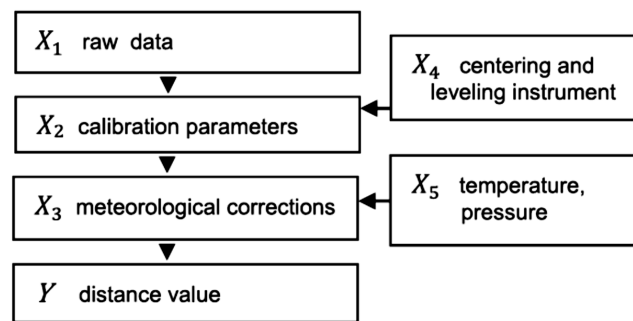 X₁ raw data
X₄ centering and
leveling instrument
X₂ calibration parameters
X₃ meteorological corrections
X₅ temperature,
pressure
Y distance value